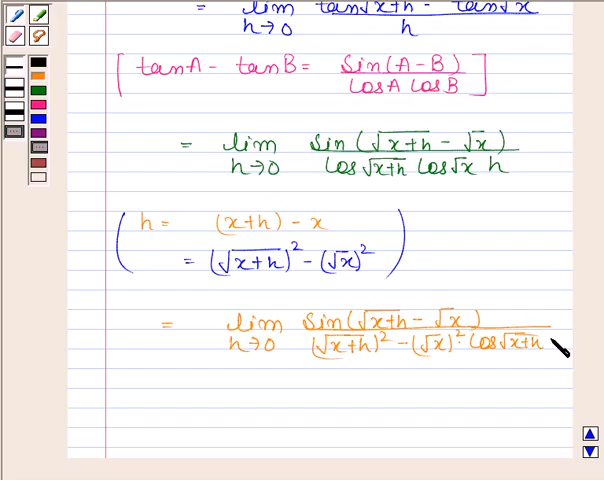 = lim tan√x+h - tan√x
h→0 h
[ tanA - tanB = Sin(A-B)
CosA CosB ]
= lim Sin(√x+h - √x)
h→0 Cos√x+h Cos√x h
( h = (x+h) - x
= (√x+h)² - (√x)² )
= lim Sin(√x+h - √x)
h→0 (√x+h)² - (√x)² · Cos√x+h